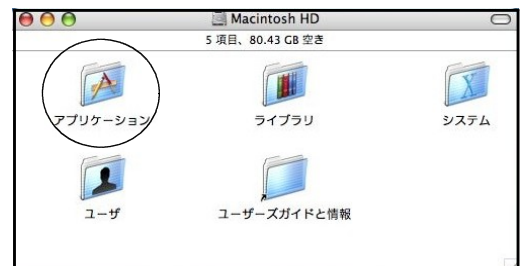 Macintosh HD
5 項目、80.43 GB 空き
アプリケーション
ライブラリ
システム
ユーザ
ユーザーズガイドと情報